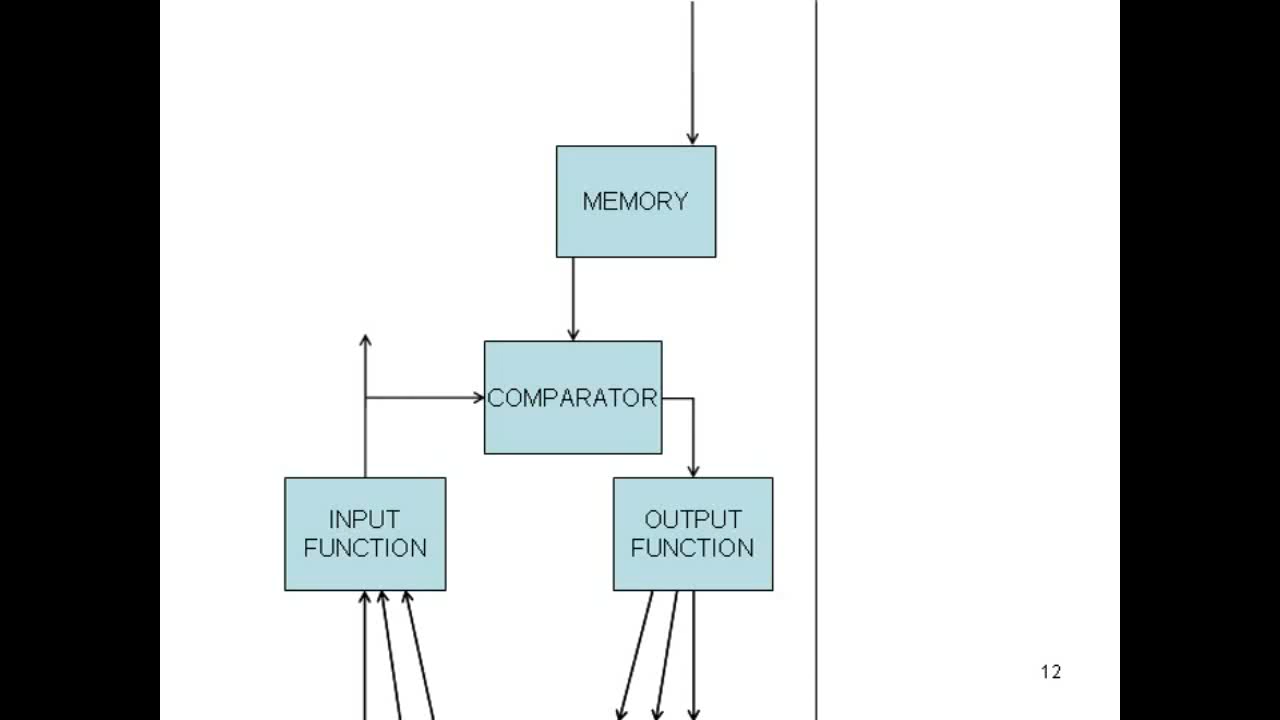 MEMORY
COMPARATOR
INPUT
FUNCTION
OUTPUT
FUNCTION
12